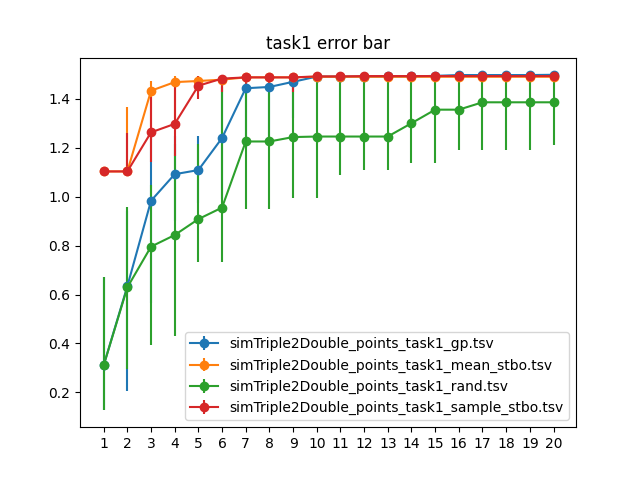 task1 error bar
1.4
1.2
1.0
0.8
0.6
0.4
0.2
simTriple2Double_points_task1_gp.tsv
simTriple2Double_points_task1_mean_stbo.tsv
simTriple2Double_points_task1_rand.tsv
simTriple2Double_points_task1_sample_stbo.tsv
1 2 3 4 5 6 7 8 9 10 11 12 13 14 15 16 17 18 19 20